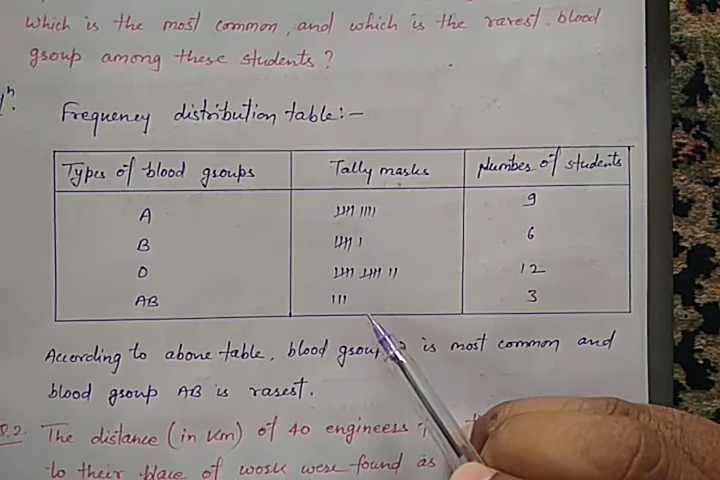 Which is the most common, and which is the rarest blood
group among these students?
Frequency distribution table:-
Types of blood groups Tally marks Number of students
A 9
B 6
O 12
AB 3
According to above table, blood group is most common and
blood group AB is rarest.
Q.2. The distance (in km) of 40 engineers
to their place of work were found as